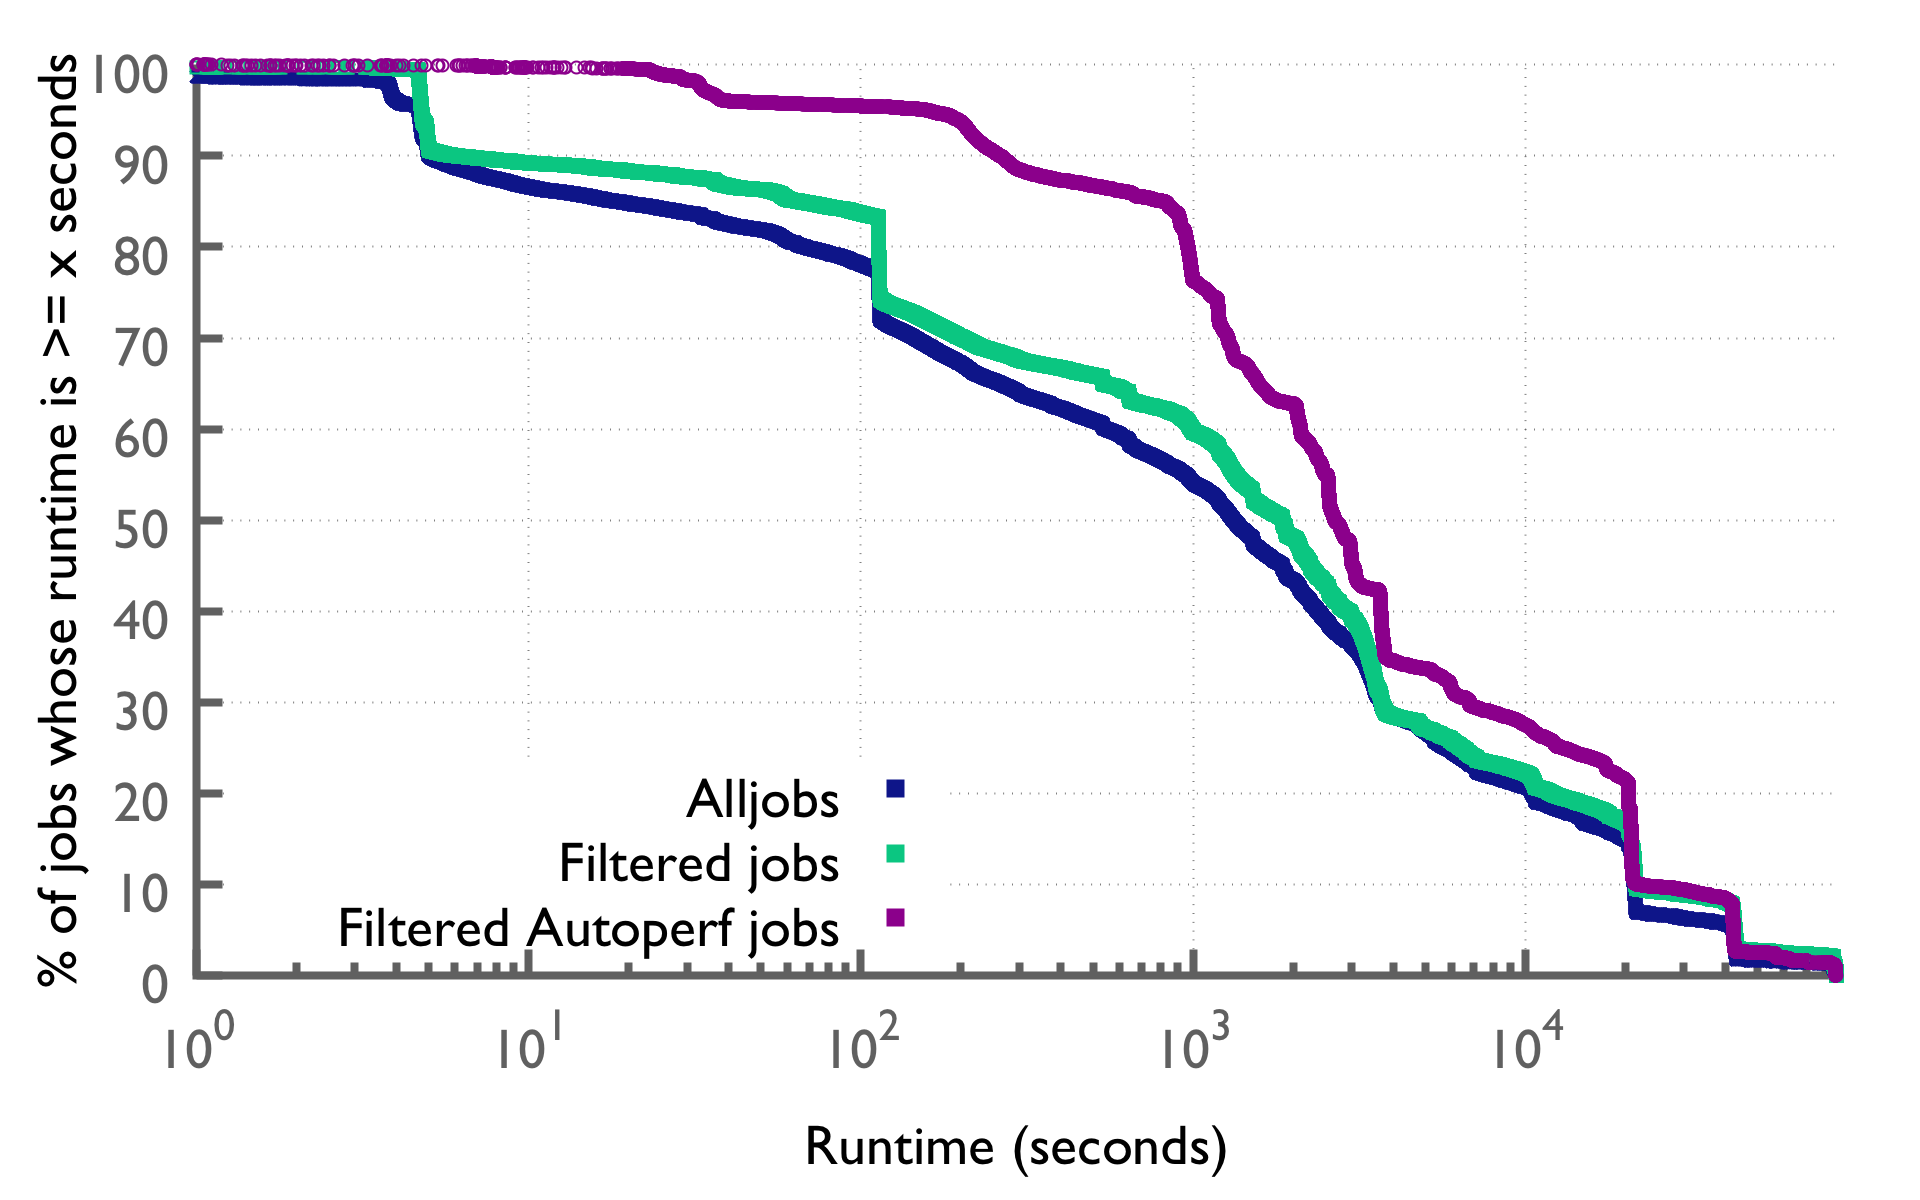 % of jobs whose runtime is >= x seconds
100
90
80
70
60
50
40
30
20
10
0
Alljobs
Filtered jobs
Filtered Autoperf jobs
10^0 10^1 10^2 10^3 10^4
Runtime (seconds)